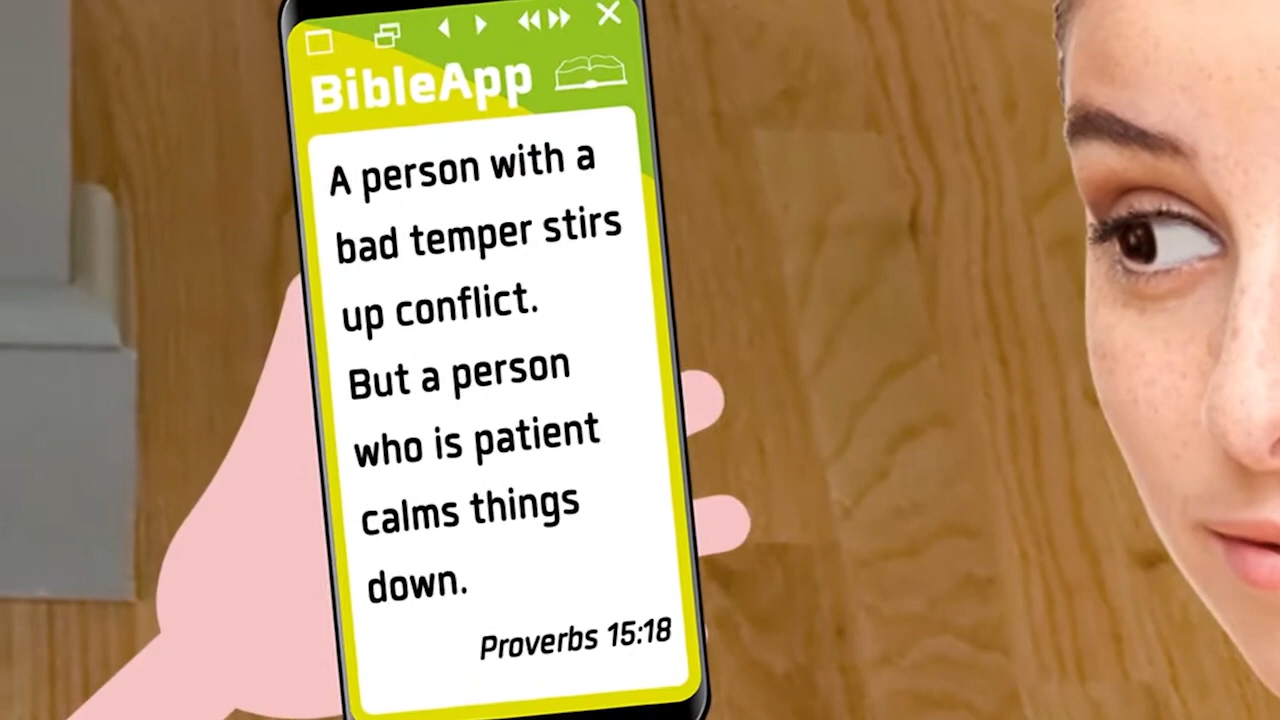 BibleApp
A person with a
bad temper stirs
up conflict.
But a person
who is patient
calms things
down.
Proverbs 15:18